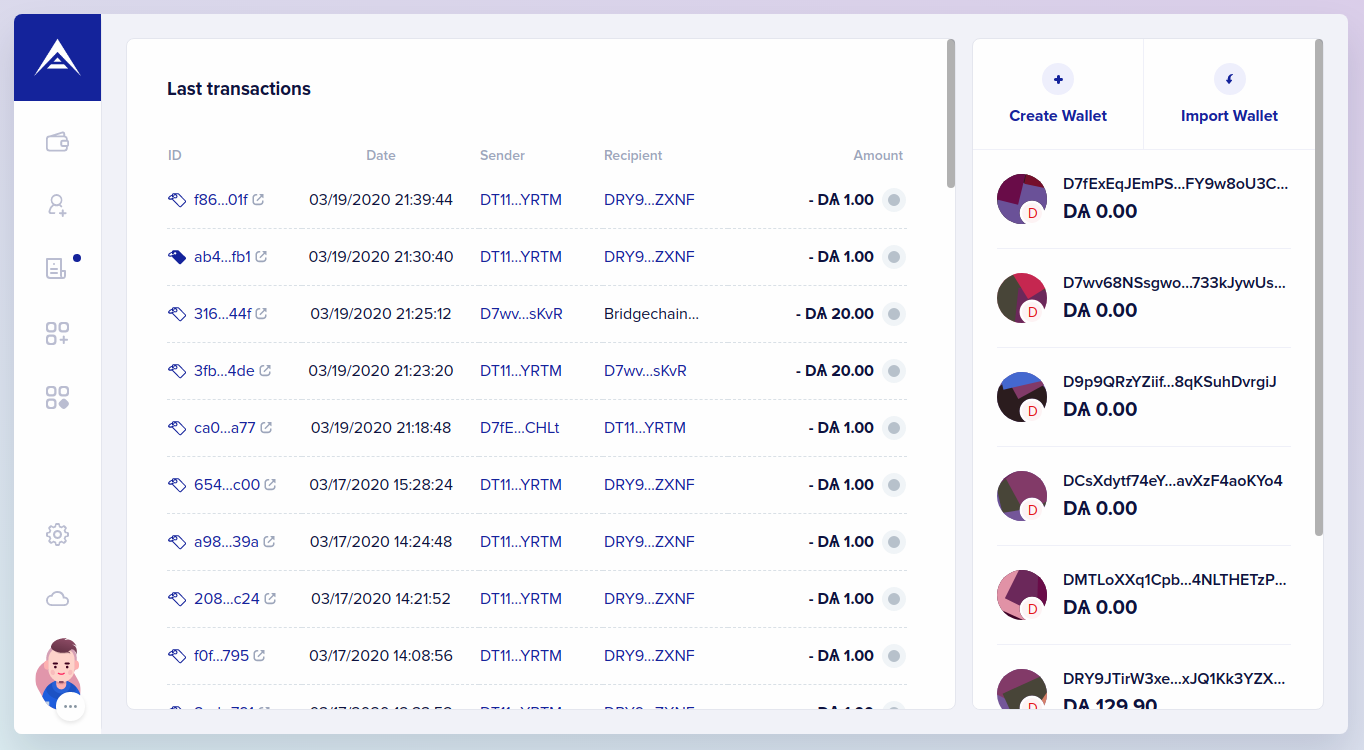 Last transactions
ID Date Sender Recipient Amount
f86...01f 03/19/2020 21:39:44 DT11...YRTM DRY9...ZXNF - DѦ 1.00
ab4...fb1 03/19/2020 21:30:40 DT11...YRTM DRY9...ZXNF - DѦ 1.00
316...44f 03/19/2020 21:25:12 D7wv...sKvR Bridgechain... - DѦ 20.00
3fb...4de 03/19/2020 21:23:20 DT11...YRTM D7wv...sKvR - DѦ 20.00
ca0...a77 03/19/2020 21:18:48 D7fE...CHLt DT11...YRTM - DѦ 1.00
654...c00 03/17/2020 15:28:24 DT11...YRTM DRY9...ZXNF - DѦ 1.00
a98...39a 03/17/2020 14:24:48 DT11...YRTM DRY9...ZXNF - DѦ 1.00
208...c24 03/17/2020 14:21:52 DT11...YRTM DRY9...ZXNF - DѦ 1.00
f0f...795 03/17/2020 14:08:56 DT11...YRTM DRY9...ZXNF - DѦ 1.00
Create Wallet Import Wallet
D7fExEqJEmPS...FY9w8oU3C...
D DѦ 0.00
D7wv68NSsgwo...733kJywUs...
D DѦ 0.00
D9p9QRzYZiif...8qKSuhDvrgiJ
D DѦ 0.00
DCsXdytf74eY...avXzF4aoKYo4
D DѦ 0.00
DMTLoXXq1Cpb...4NLTHETzP...
D DѦ 0.00
DRY9JTirW3xe...xJQ1Kk3YZX...
D DѦ 129.90